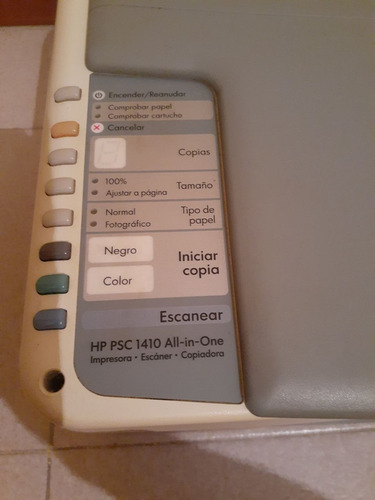 Encender/Reanudar
Comprobar papel
Comprobar cartucho
Cancelar
Copias
100%
Ajustar a página
Tamaño
Normal
Fotográfico
Tipo de
papel
Negro
Color
Iniciar
copia
Escanear
HP PSC 1410 All-in-One
Impresora • Escáner • Copiadora